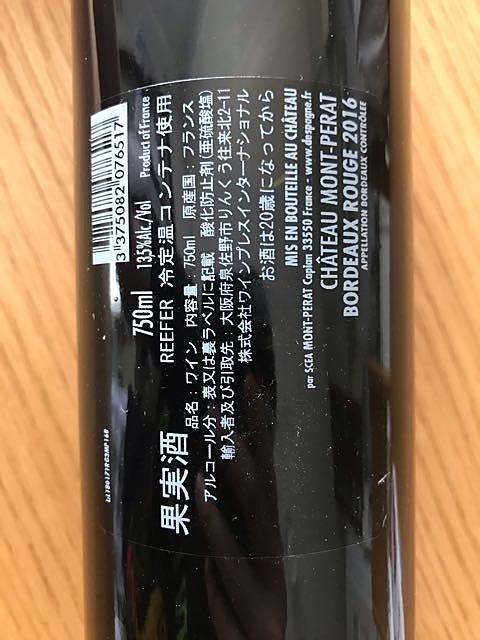 CHÂTEAU MONT-PERAT
BORDEAUX ROUGE 2016
APPELLATION BORDEAUX CONTRÔLÉE
MIS EN BOUTEILLE AU CHÂTEAU
par SCEA MONT-PERAT Capian 33550 France - www.despagne.fr
お酒は20歳になってから
果実酒
750ml 13.5%Alc./Vol Product of France
REEFER 冷定温コンテナ使用
品名：ワイン 内容量：750ml 原産国：フランス
アルコール分：表又は裏ラベルに記載 酸化防止剤(亜硫酸塩)
輸入者及び引取先：大阪府泉佐野市りんくう往来北2-11
株式会社ワインプレスインターナショナル
3 375082 076517